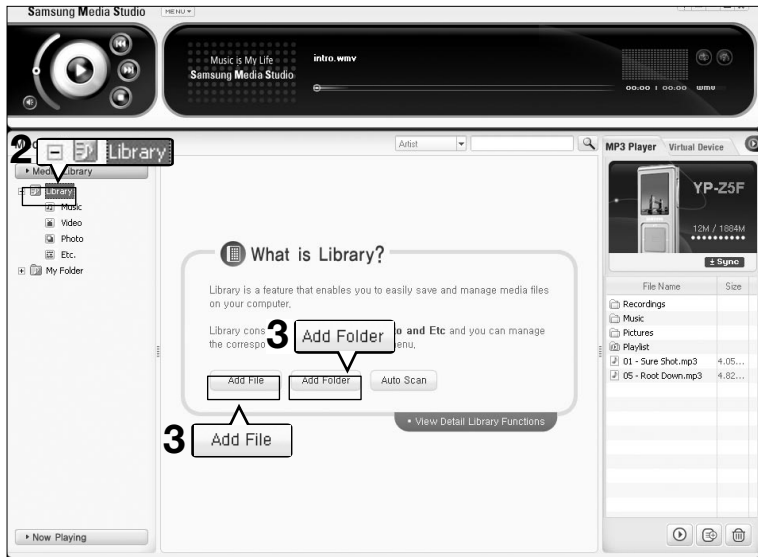 Samsung Media Studio
MENU
Music is My Life
Samsung Media Studio
intro.wmv
00:00 | 00:00 wmv
2
Library
Media Library
Library
Music
Video
Photo
Etc.
My Folder
Now Playing
Artist
What is Library?
Library is a feature that enables you to easily save and manage media files
on your computer.
Library cons to and Etc and you can manage
the correspo menu.
3 Add Folder
Add File Add Folder Auto Scan
3 Add File
• View Detail Library Functions
MP3 Player Virtual Device
YP-Z5F
12M / 1884M
Sync
File Name Size
Recordings
Music
Pictures
Playlist
01 - Sure Shot.mp3 4.05...
05 - Root Down.mp3 4.82...